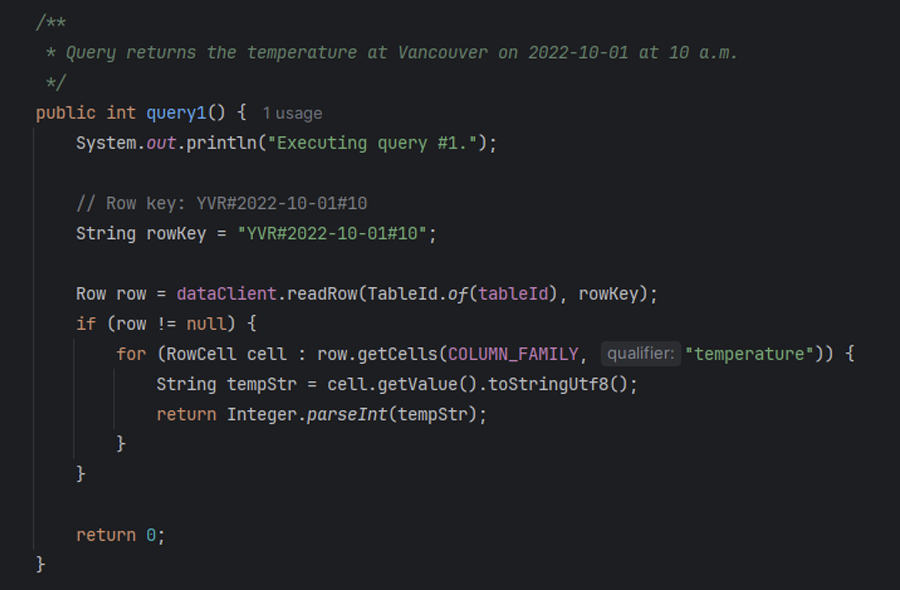 /**
 * Query returns the temperature at Vancouver on 2022-10-01 at 10 a.m.
 */
public int query1() { 1 usage
    System.out.println("Executing query #1.");
    // Row key: YVR#2022-10-01#10
    String rowKey = "YVR#2022-10-01#10";
    Row row = dataClient.readRow(TableId.of(tableId), rowKey);
    if (row != null) {
        for (RowCell cell : row.getCells(COLUMN_FAMILY, qualifier: "temperature")) {
            String tempStr = cell.getValue().toStringUtf8();
            return Integer.parseInt(tempStr);
        }
    }
    return 0;
}